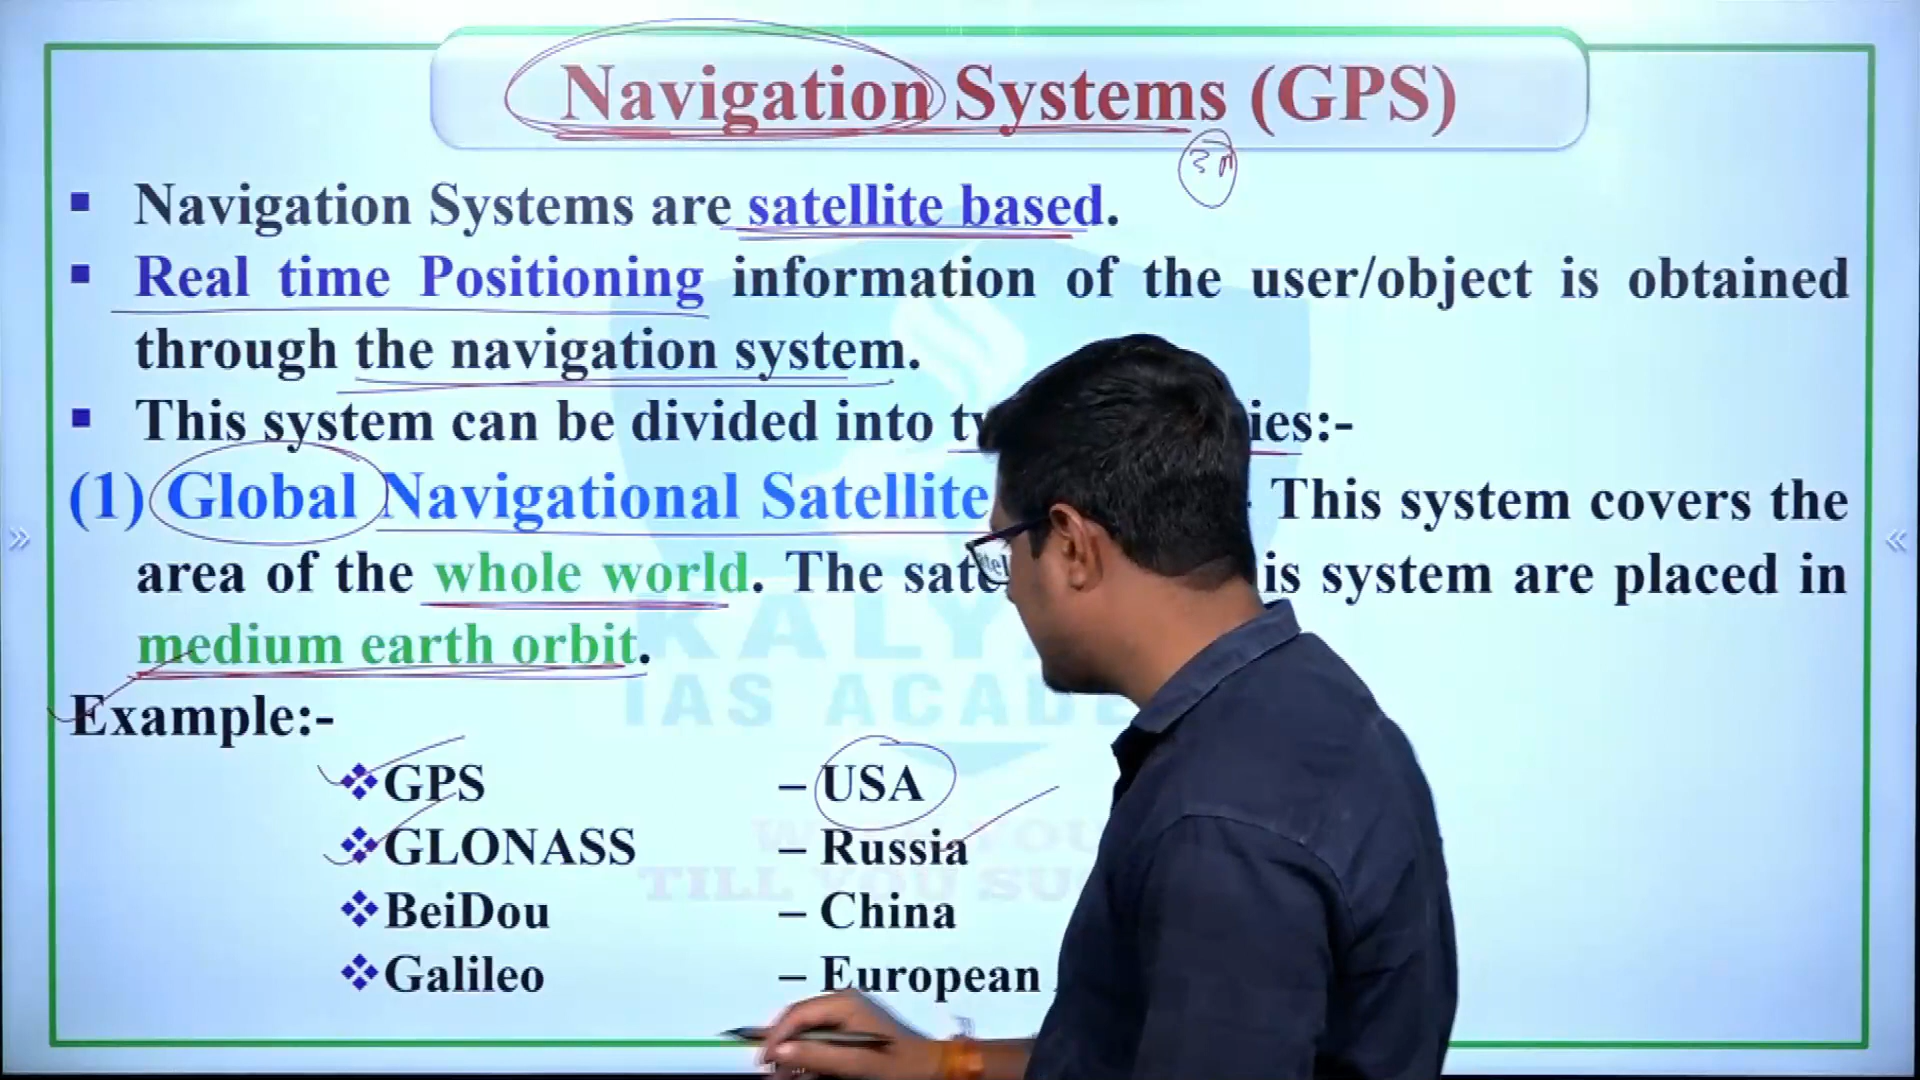 Navigation Systems (GPS)
Navigation Systems are satellite based.
Real time Positioning information of the user/object is obtained
through the navigation system.
This system can be divided into ies:-
(1) Global Navigational Satellite - This system covers the
area of the whole world. The is system are placed in
medium earth orbit.
Example:-
GPS – USA
GLONASS – Russia
BeiDou – China
Galileo – European
IAS
TILL YOU